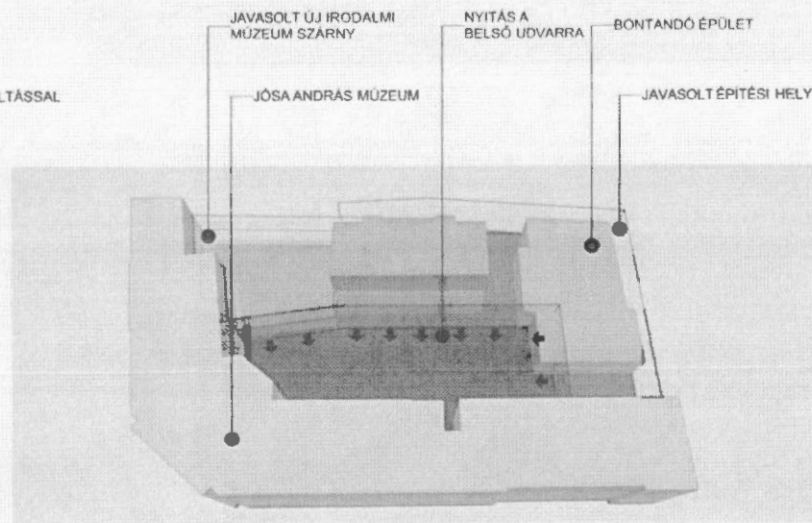 JAVASOLT ÚJ IRODALMI
MÚZEUM SZÁRNY
NYITÁS A
BELSŐ UDVARRA
BONTANDÓ ÉPÜLET
LTÁSSAL
JÓSA ANDRÁS MÚZEUM
JAVASOLT ÉPÍTÉSI HELY